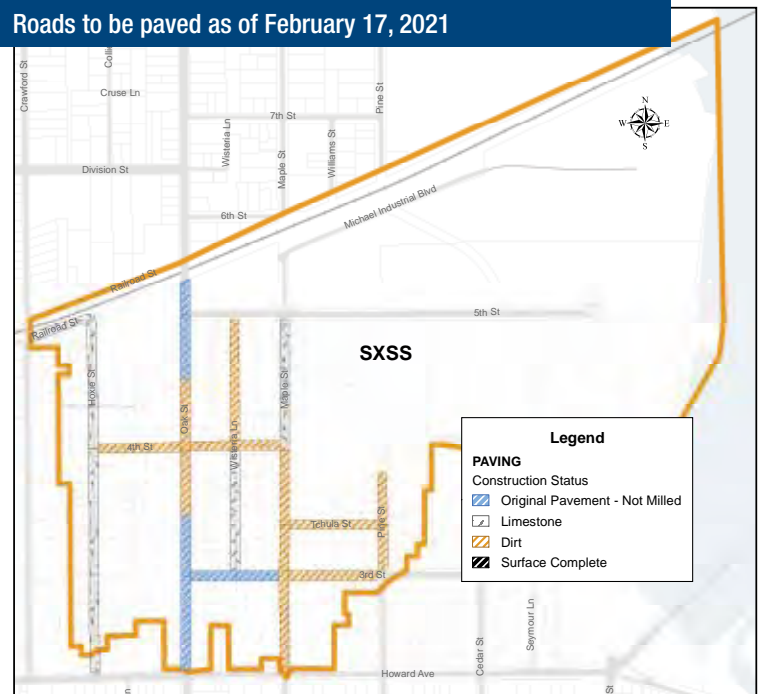 Roads to be paved as of February 17, 2021
Crawford St
Cruse Ln
7th St
Pine St
Wisteria Ln
Maple St
Williams St
N
W
E
S
Division St
6th St
Michael Industrial Blvd
Railroad St
Railroad St
5th St
SXSS
Hoxie St
Oak St
Maple St
4th St
Wisteria Ln
Tchula St
Pine St
3rd St
Legend
PAVING
Construction Status
Original Pavement - Not Milled
Limestone
Dirt
Surface Complete
Cedar St
Seymour Ln
Howard Ave
St